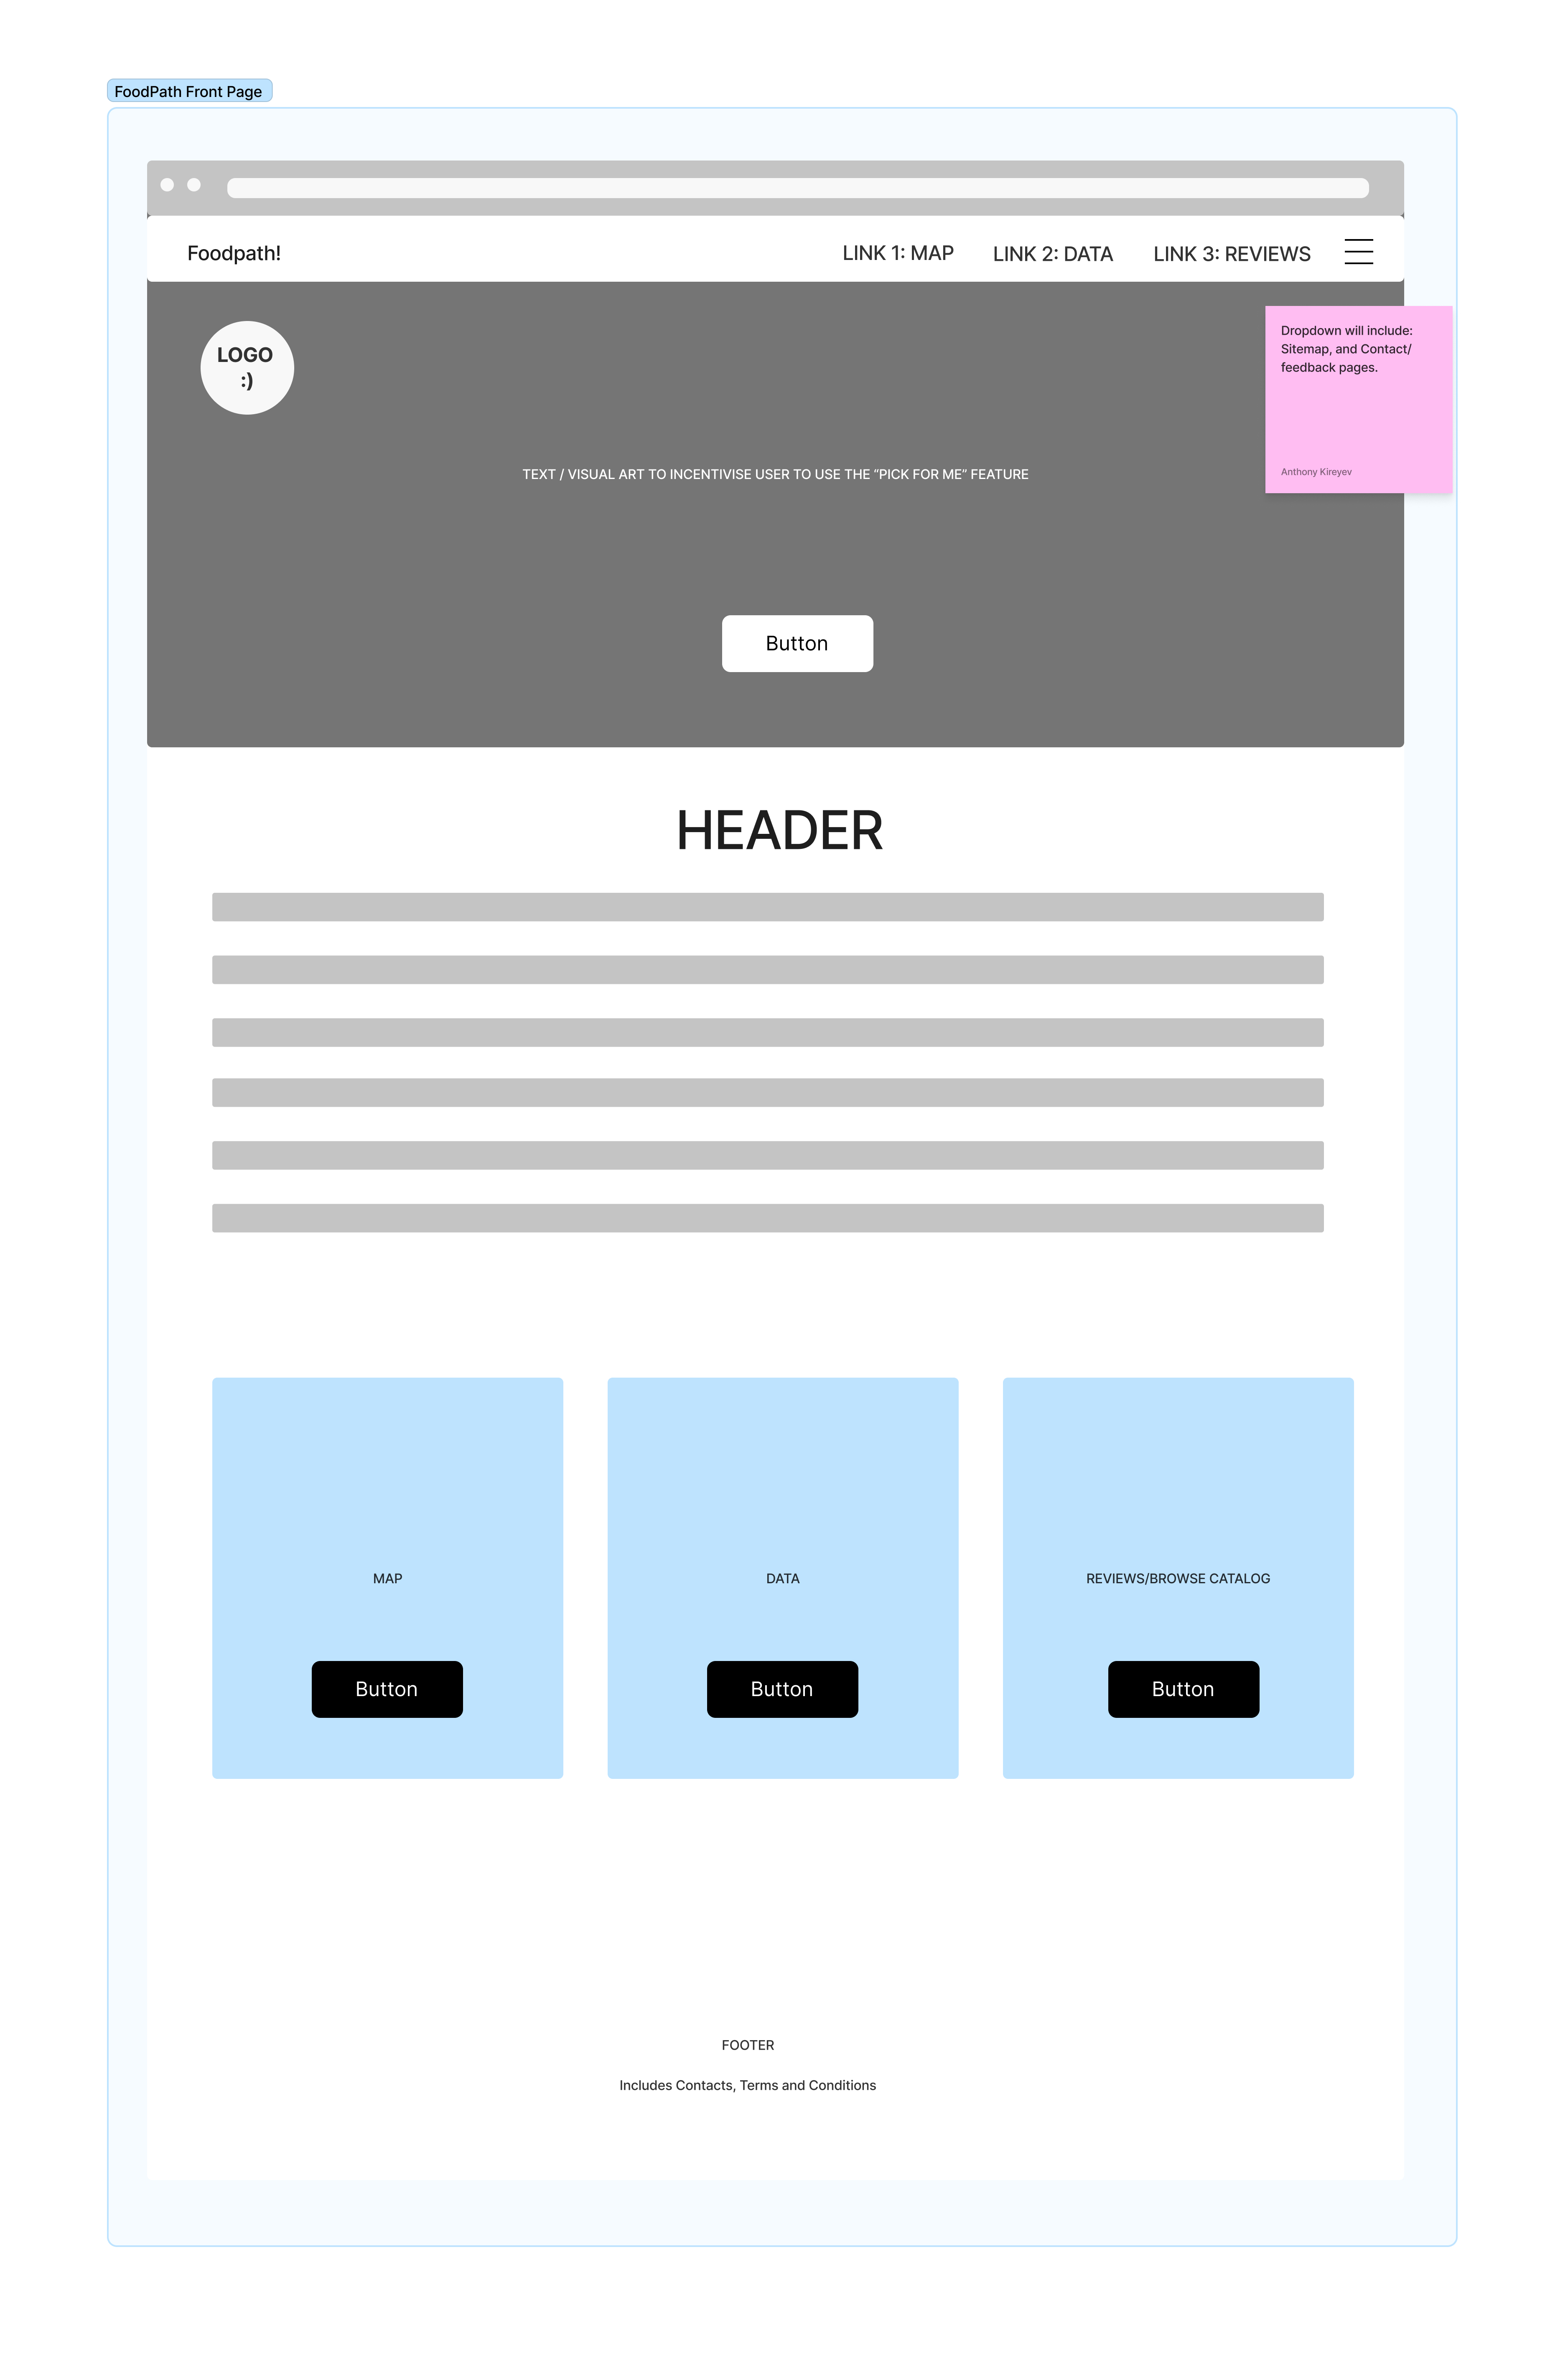 FoodPath Front Page
Foodpath!
LINK 1: MAP
LINK 2: DATA
LINK 3: REVIEWS
LOGO
:)
Dropdown will include:
Sitemap, and Contact/
feedback pages.
Anthony Kireyev
TEXT / VISUAL ART TO INCENTIVISE USER TO USE THE “PICK FOR ME” FEATURE
Button
HEADER
MAP
DATA
REVIEWS/BROWSE CATALOG
Button
Button
Button
FOOTER
Includes Contacts, Terms and Conditions